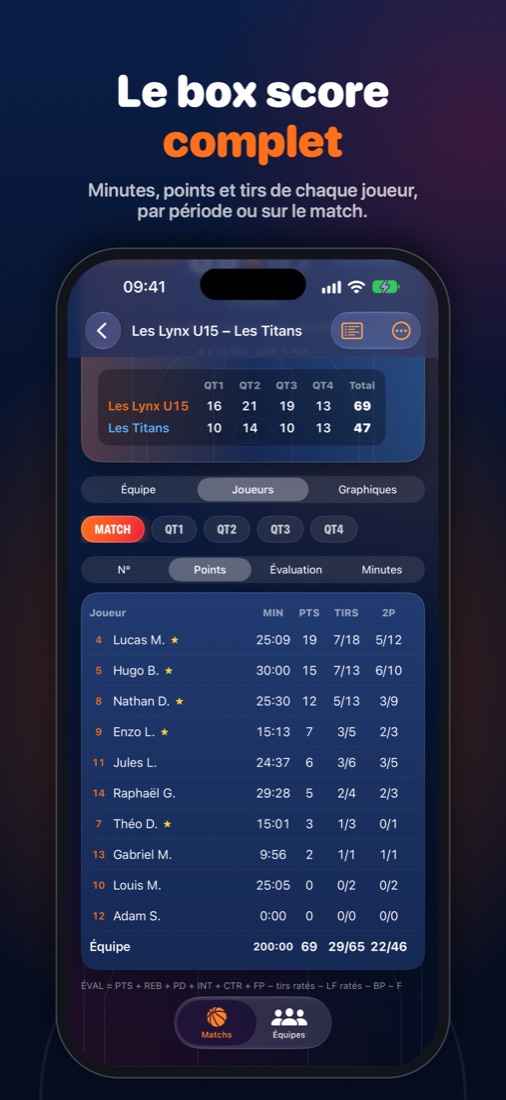 Le box score
complet
Minutes, points et tirs de chaque joueur,
par période ou sur le match.
09:41
Les Lynx U15 – Les Titans
QT1 QT2 QT3 QT4 Total
Les Lynx U15 16 21 19 13 69
Les Titans 10 14 10 13 47
Équipe Joueurs Graphiques
MATCH QT1 QT2 QT3 QT4
N° Points Évaluation Minutes
Joueur MIN PTS TIRS 2P
4 Lucas M. ★ 25:09 19 7/18 5/12
5 Hugo B. ★ 30:00 15 7/13 6/10
8 Nathan D. ★ 25:30 12 5/13 3/9
9 Enzo L. ★ 15:13 7 3/5 2/3
11 Jules L. 24:37 6 3/6 3/5
14 Raphaël G. 29:28 5 2/4 2/3
7 Théo D. ★ 15:01 3 1/3 0/1
13 Gabriel M. 9:56 2 1/1 1/1
10 Louis M. 25:05 0 0/2 0/2
12 Adam S. 0:00 0 0/0 0/0
Équipe 200:00 69 29/65 22/46
ÉVAL = PTS + REB + PD + INT + CTR + FP – tirs ratés – LF ratés – BP – F
Matchs Équipes